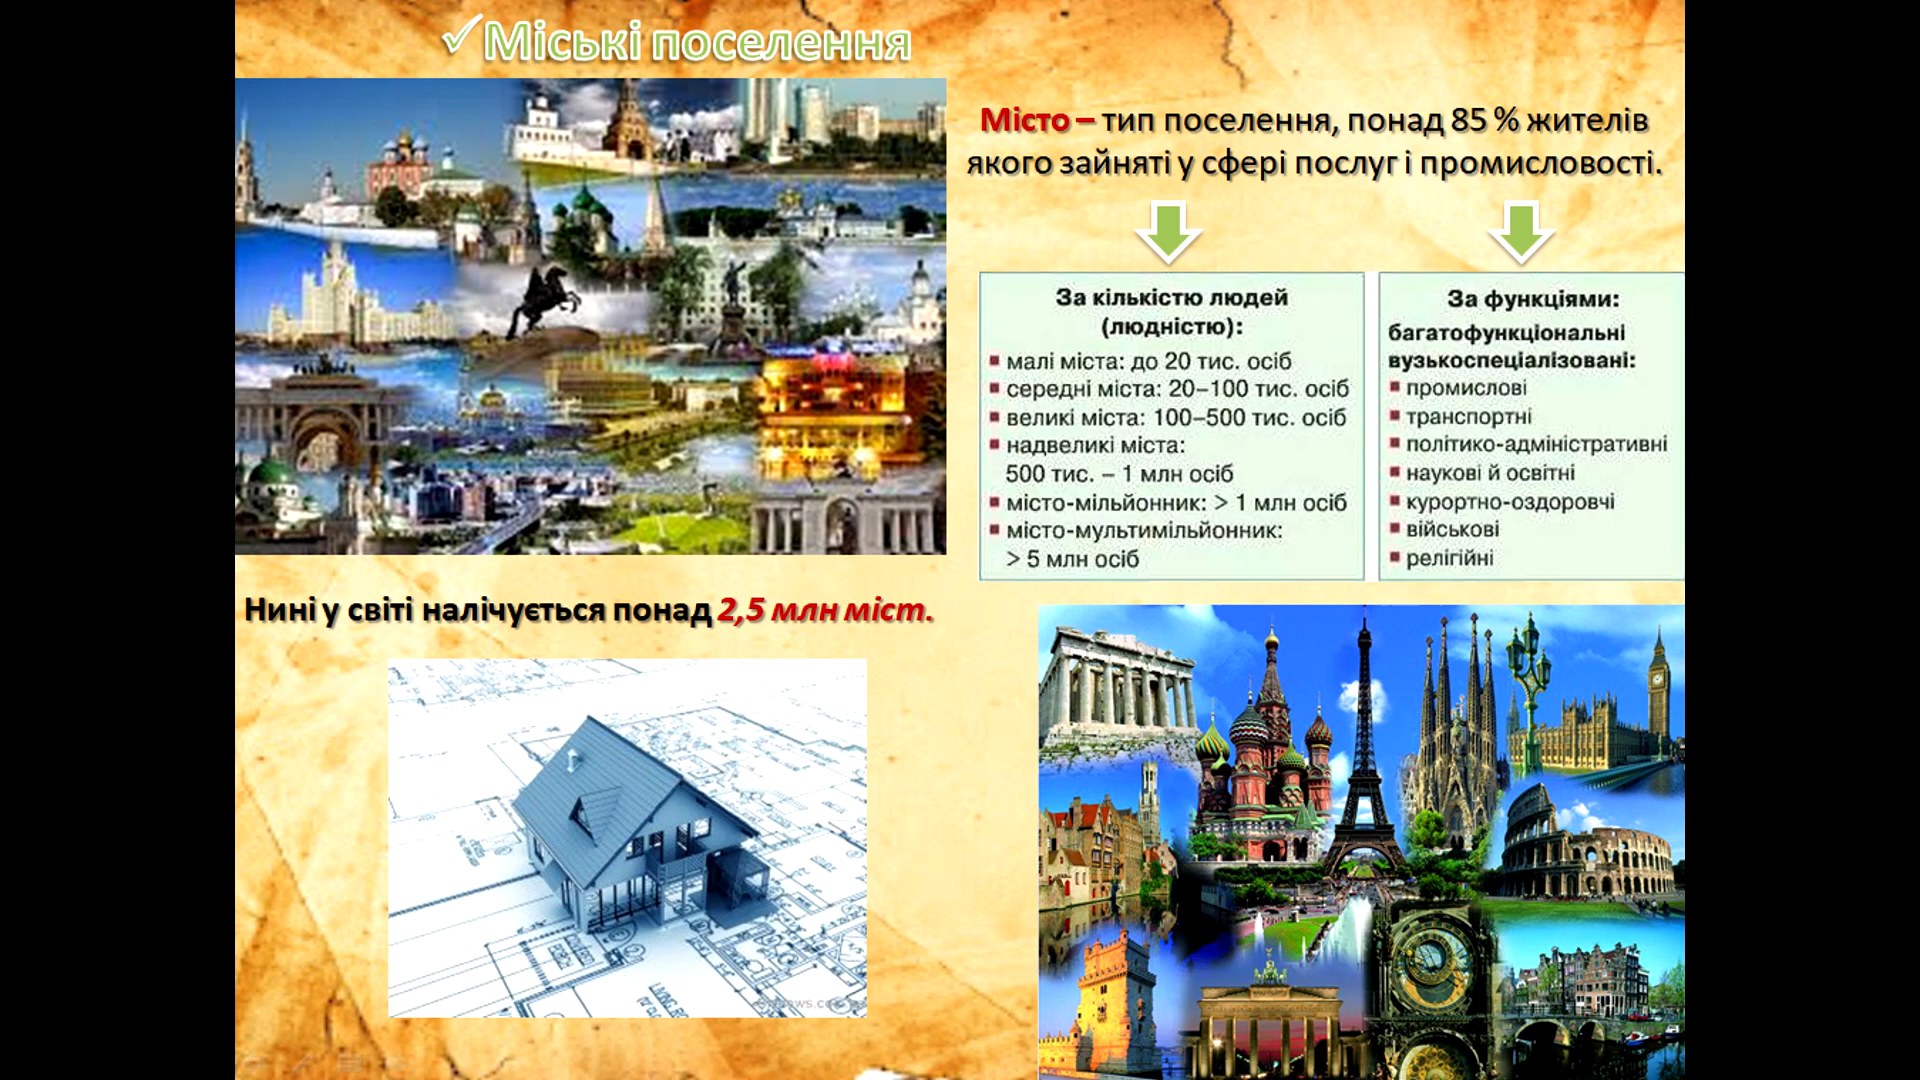 Міські поселення
Місто – тип поселення, понад 85 % жителів
якого зайняті у сфері послуг і промисловості.
За кількістю людей
(людністю):
малі міста: до 20 тис. осіб
середні міста: 20–100 тис. осіб
великі міста: 100–500 тис. осіб
надвеликі міста:
500 тис. – 1 млн осіб
місто-мільйонник: > 1 млн осіб
місто-мультимільйонник:
> 5 млн осіб
За функціями:
багатофункціональні
вузькоспеціалізовані:
промислові
транспортні
політико-адміністративні
наукові й освітні
курортно-оздоровчі
військові
релігійні
Нині у світі налічується понад 2,5 млн міст.